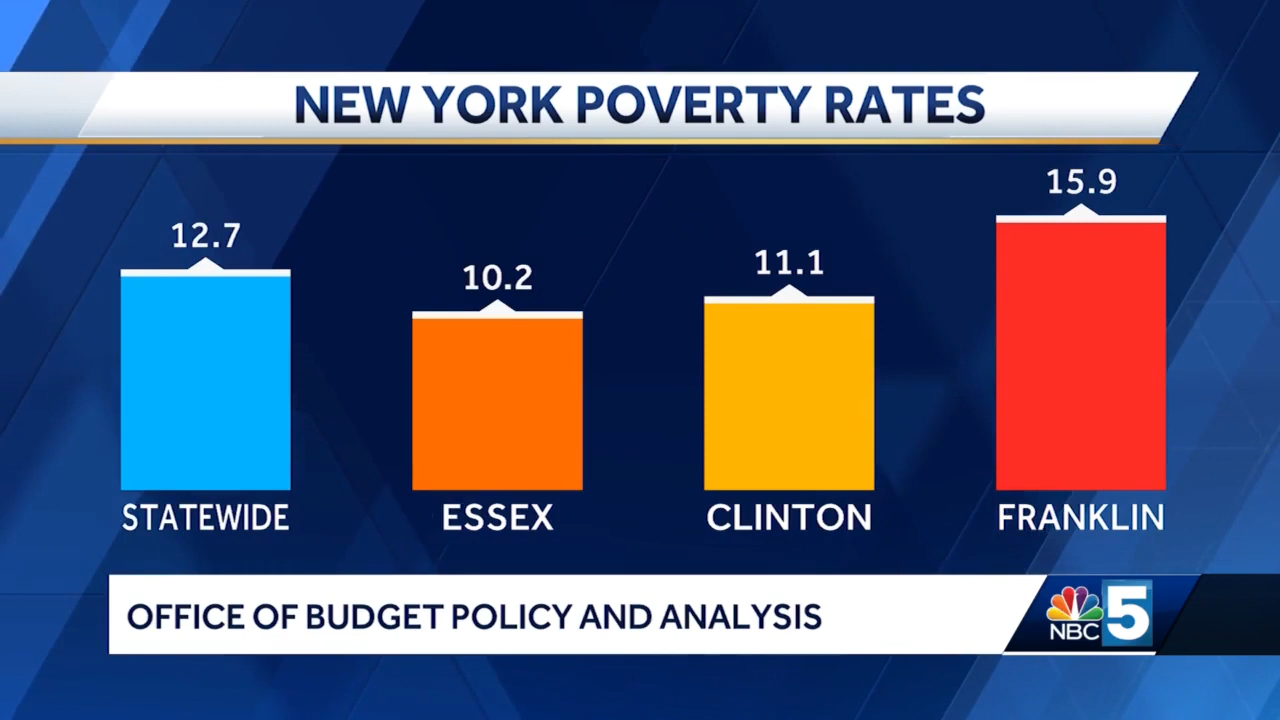 NEW YORK POVERTY RATES
12.7
10.2
11.1
15.9
STATEWIDE
ESSEX
CLINTON
FRANKLIN
OFFICE OF BUDGET POLICY AND ANALYSIS
NBC 5